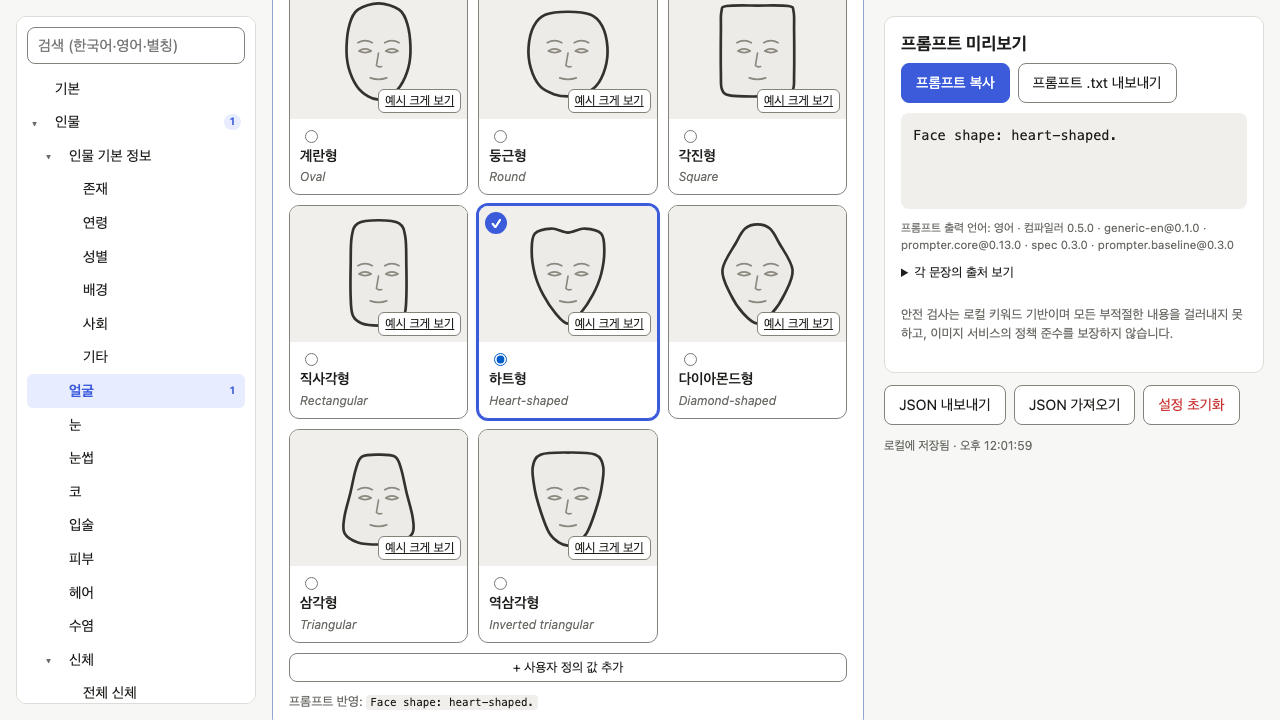 검색 (한국어·영어·별칭)
기본
인물
1
인물 기본 정보
존재
연령
성별
배경
사회
기타
얼굴
1
눈
눈썹
코
입술
피부
헤어
수염
신체
전체 신체
예시 크게 보기
계란형
Oval
예시 크게 보기
둥근형
Round
예시 크게 보기
각진형
Square
예시 크게 보기
직사각형
Rectangular
예시 크게 보기
하트형
Heart-shaped
예시 크게 보기
다이아몬드형
Diamond-shaped
예시 크게 보기
삼각형
Triangular
예시 크게 보기
역삼각형
Inverted triangular
+ 사용자 정의 값 추가
프롬프트 반영: Face shape: heart-shaped.
프롬프트 미리보기
프롬프트 복사
프롬프트 .txt 내보내기
Face shape: heart-shaped.
프롬프트 출력 언어: 영어 · 컴파일러 0.5.0 · generic-en@0.1.0 ·
prompter.core@0.13.0 · spec 0.3.0 · prompter.baseline@0.3.0
각 문장의 출처 보기
안전 검사는 로컬 키워드 기반이며 모든 부적절한 내용을 걸러내지 못
하고, 이미지 서비스의 정책 준수를 보장하지 않습니다.
JSON 내보내기
JSON 가져오기
설정 초기화
로컬에 저장됨 · 오후 12:01:59